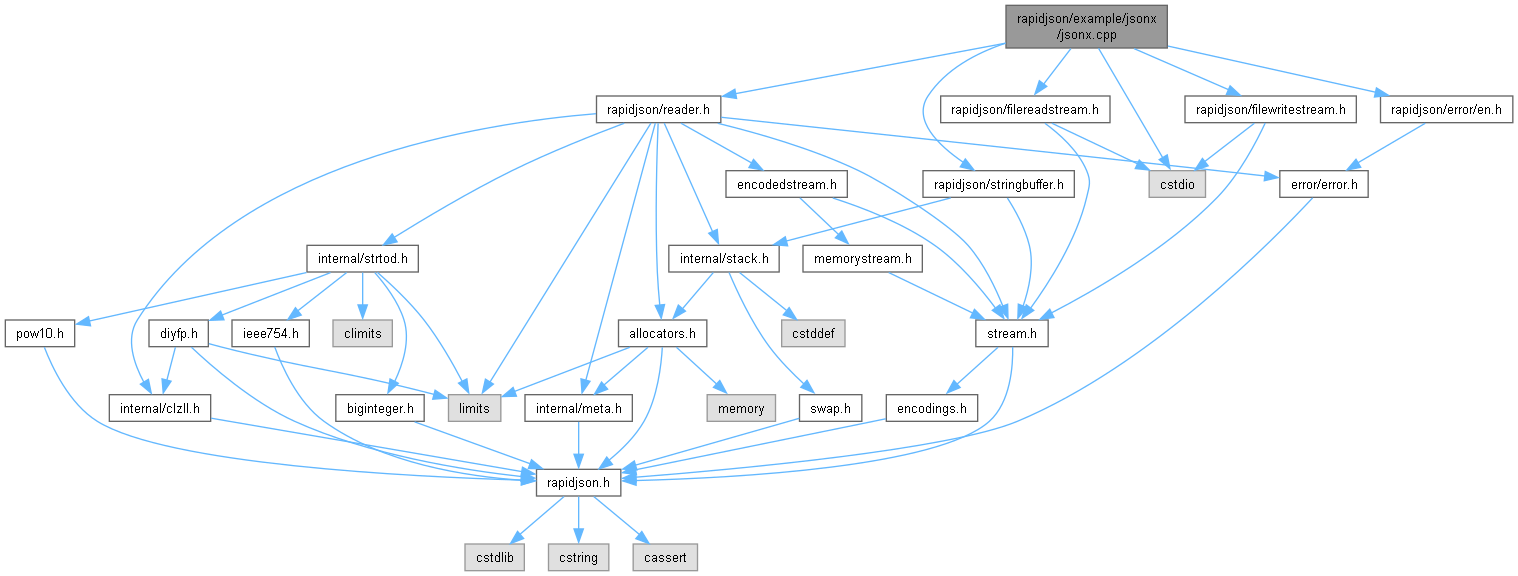 rapidjson/example/jsonx
/jsonx.cpp
rapidjson/reader.h
rapidjson/filereadstream.h
rapidjson/filewritestream.h
rapidjson/error/en.h
encodedstream.h
rapidjson/stringbuffer.h
cstdio
error/error.h
internal/strtod.h
internal/stack.h
memorystream.h
pow10.h
diyfp.h
ieee754.h
climits
allocators.h
cstddef
stream.h
internal/clzll.h
biginteger.h
limits
internal/meta.h
memory
swap.h
encodings.h
rapidjson.h
cstdlib
cstring
cassert